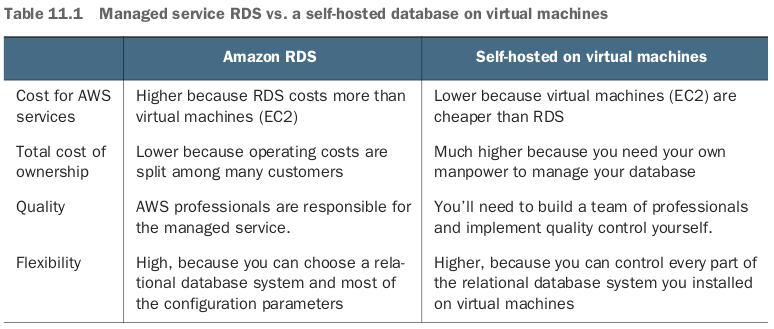 Table 11.1 Managed service RDS vs. a self-hosted database on virtual machines
Amazon RDS
Self-hosted on virtual machines
Cost for AWS
services
Higher because RDS costs more than
virtual machines (EC2)
Lower because virtual machines (EC2) are
cheaper than RDS
Total cost of
ownership
Lower because operating costs are
split among many customers
Much higher because you need your own
manpower to manage your database
Quality
AWS professionals are responsible for
the managed service.
You'll need to build a team of professionals
and implement quality control yourself.
Flexibility
High, because you can choose a rela-
tional database system and most of
the configuration parameters
Higher, because you can control every part of
the relational database system you installed
on virtual machines